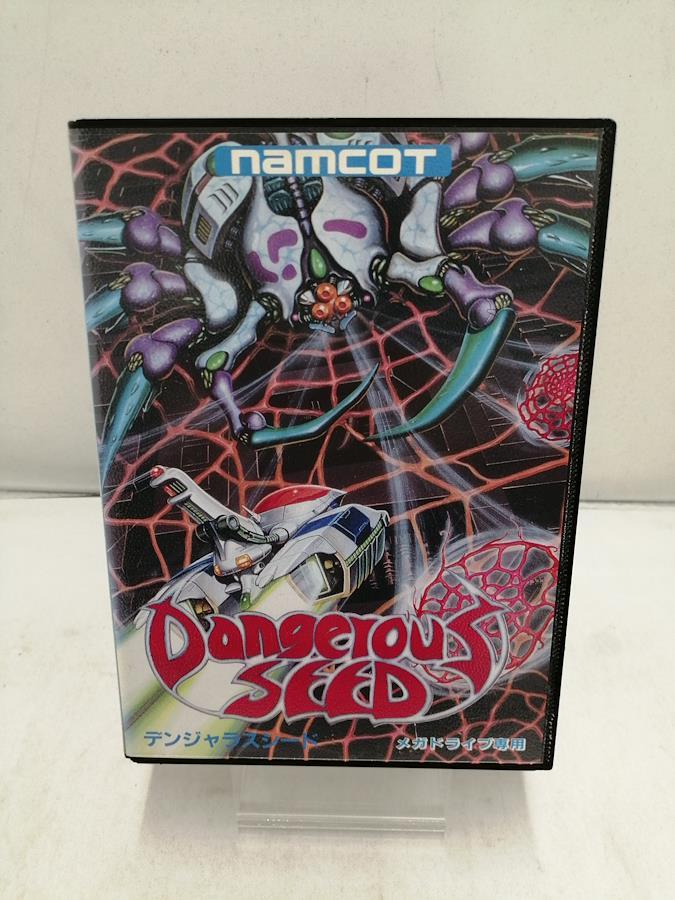 namcot
Dangerous
SEED
デンジャラスシード
メガドライブ専用